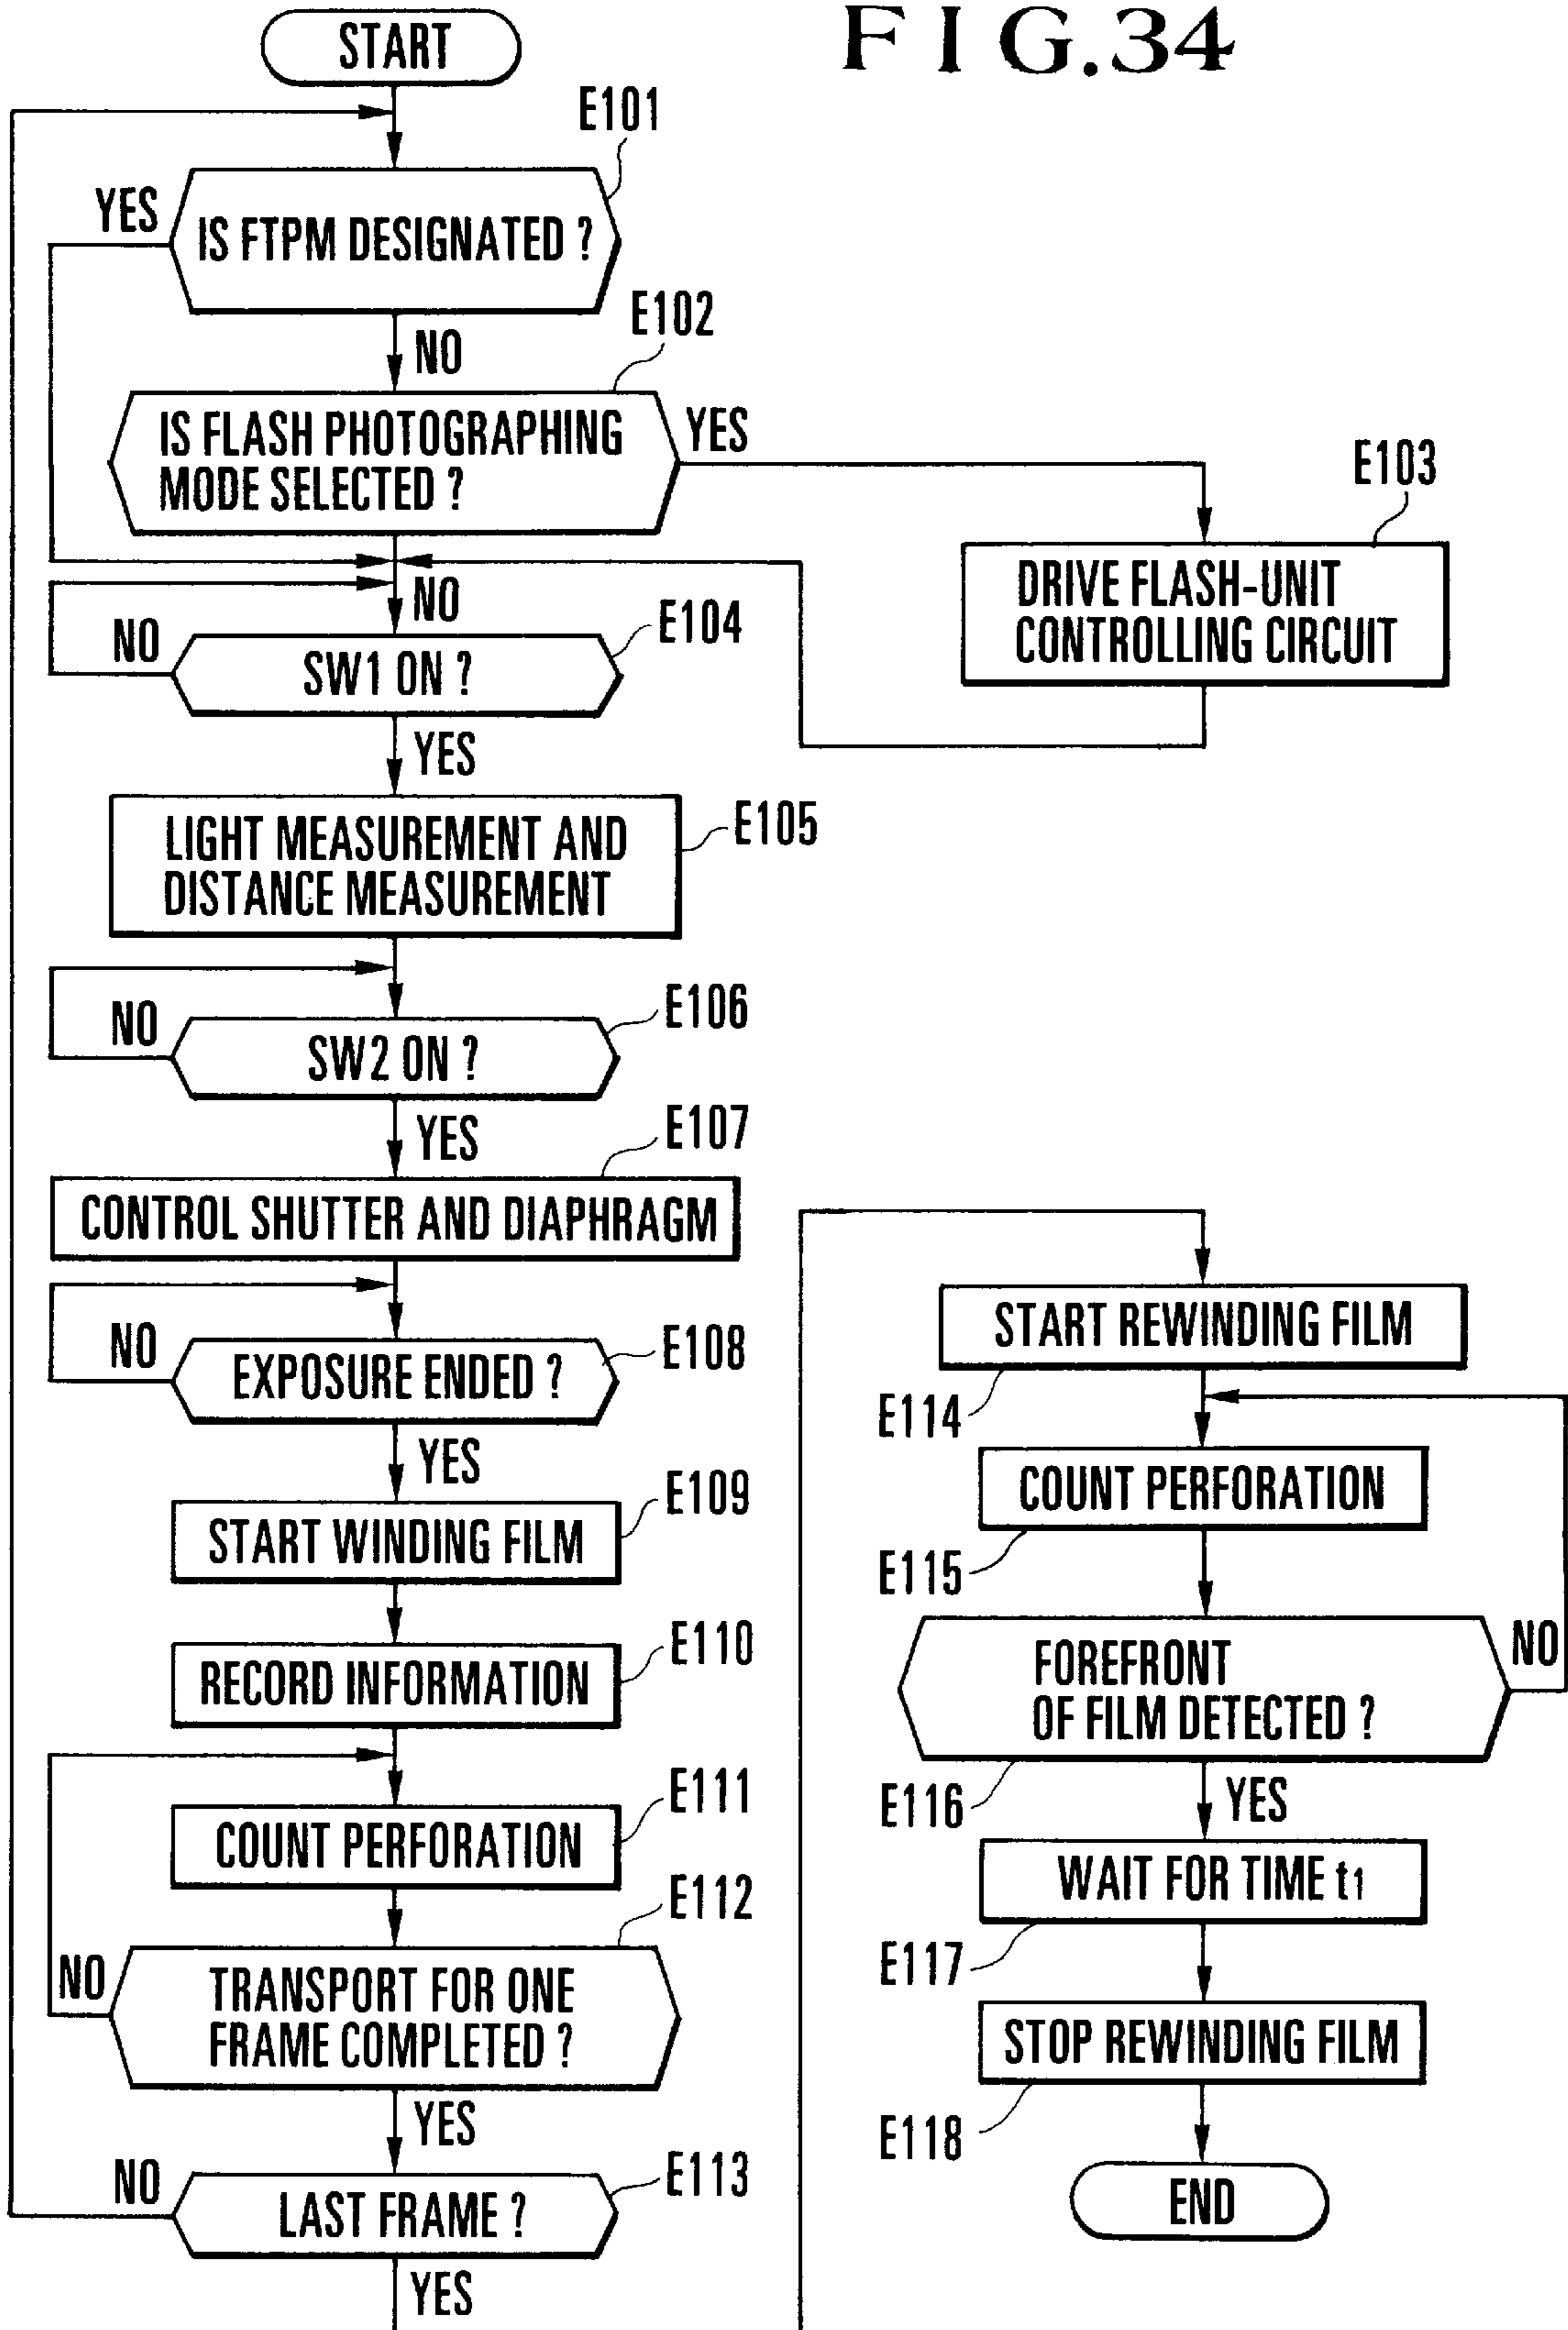 FIG.34
START
E101
YES
IS FTPM DESIGNATED ?
NO
E102
IS FLASH PHOTOGRAPHING
MODE SELECTED ?
YES
E103
DRIVE FLASH-UNIT
CONTROLLING CIRCUIT
NO
E104
NO
SW1 ON ?
YES
E105
LIGHT MEASUREMENT AND
DISTANCE MEASUREMENT
E106
NO
SW2 ON ?
YES
E107
CONTROL SHUTTER AND DIAPHRAGM
E108
NO
EXPOSURE ENDED ?
YES
E109
START WINDING FILM
E110
RECORD INFORMATION
E111
COUNT PERFORATION
E112
NO
TRANSPORT FOR ONE
FRAME COMPLETED ?
YES
E113
NO
LAST FRAME ?
YES
START REWINDING FILM
E114
COUNT PERFORATION
E115
FOREFRONT
OF FILM DETECTED ?
NO
E116
YES
WAIT FOR TIME t1
E117
STOP REWINDING FILM
E118
END